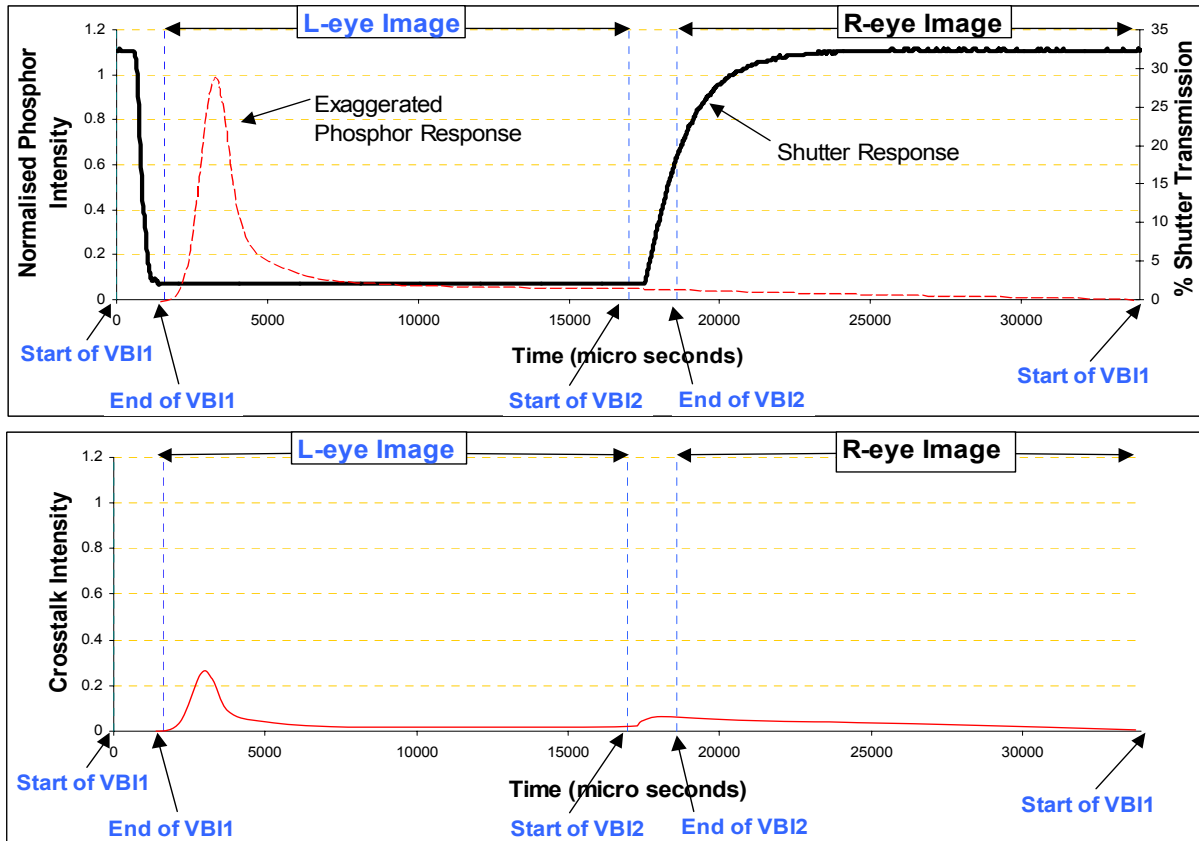 L-eye Image
R-eye Image
1.2
1
0.8
0.6
0.4
0.2
0
Normalised Phosphor
Intensity
35
30
25
20
15
10
5
0
% Shutter Transmission
Exaggerated
Phosphor Response
Shutter Response
0
5000
10000
15000
20000
25000
30000
Time (micro seconds)
Start of VBI1
End of VBI1
Start of VBI2
End of VBI2
Start of VBI1
L-eye Image
R-eye Image
1.2
1
0.8
0.6
0.4
0.2
0
Crosstalk Intensity
0
5000
10000
15000
20000
25000
30000
Time (micro seconds)
Start of VBI1
End of VBI1
Start of VBI2
End of VBI2
Start of VBI1